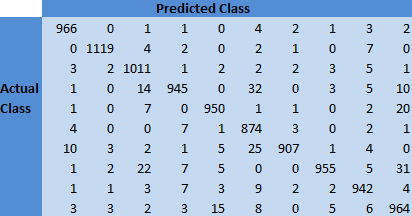 Predicted Class
966 0 1 1 0 4 2 1 3 2
0 1119 4 2 0 2 1 0 7 0
3 2 1011 1 2 2 2 3 5 1
Actual 1 0 14 945 0 32 0 3 5 10
Class 1 0 7 0 950 1 1 0 2 20
4 0 0 7 1 874 3 0 2 1
10 3 2 1 5 25 907 1 4 0
1 2 22 7 5 0 0 955 5 31
1 1 3 7 3 9 2 2 942 4
3 3 2 3 15 8 0 5 6 964